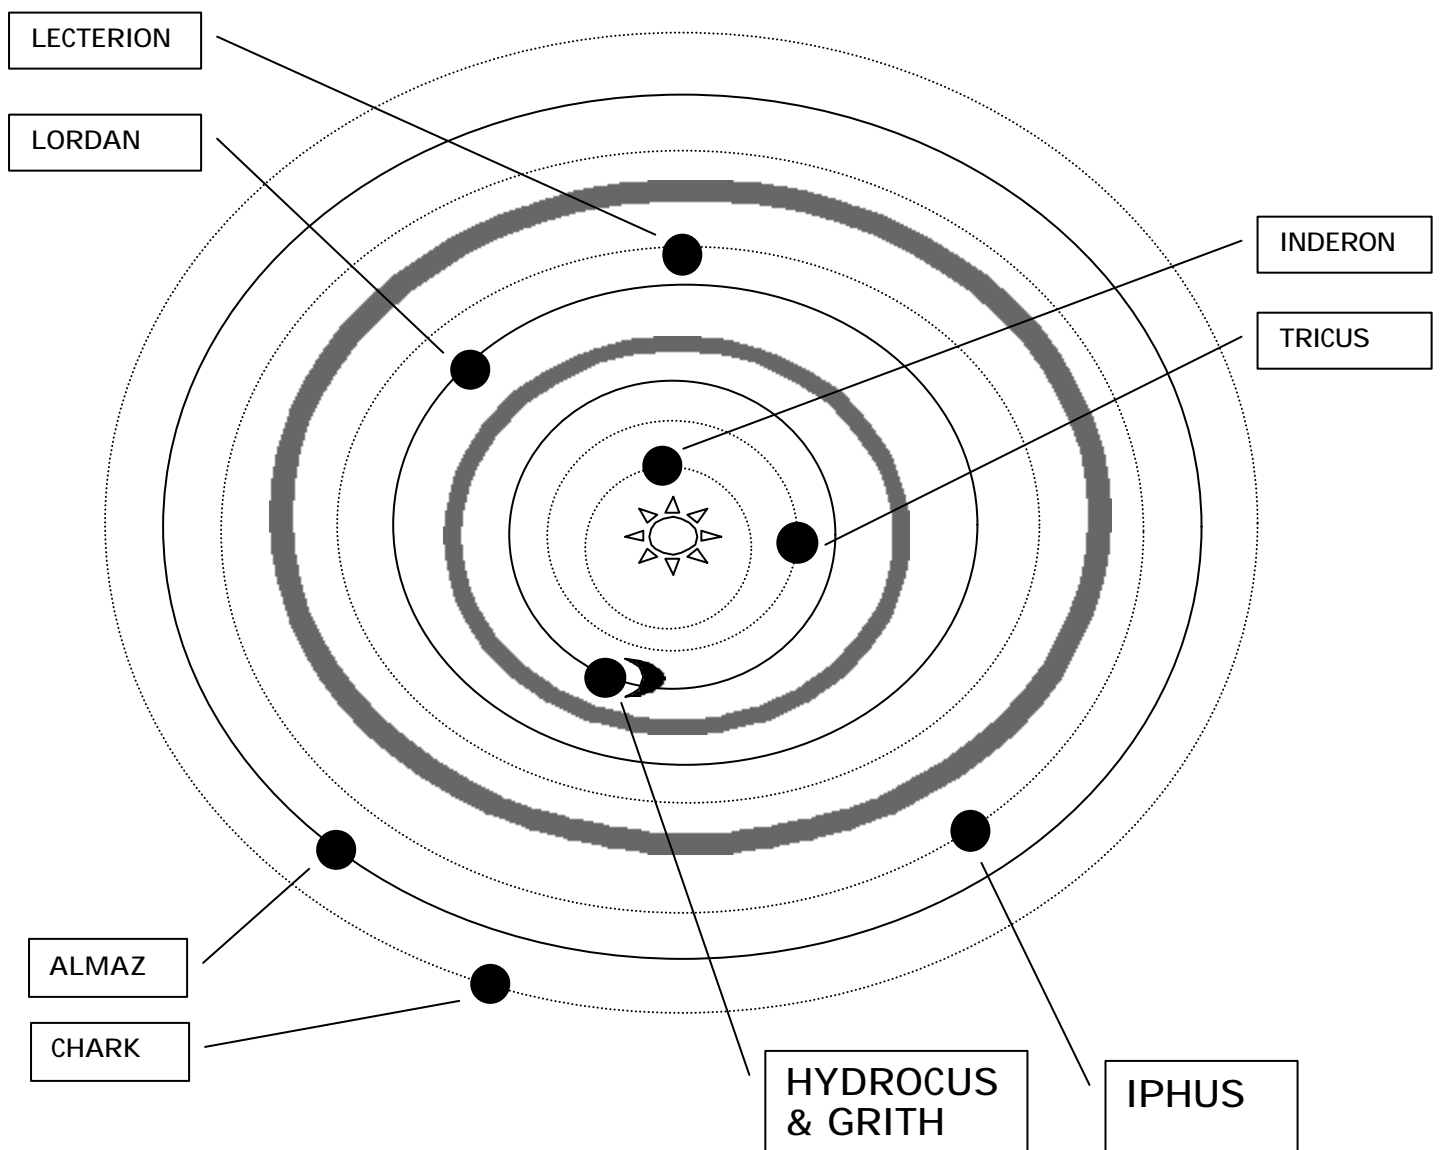 LECTERION
LORDAN
INDERON
TRICUS
ALMAZ
CHARK
HYDROCUS
& GRITH
IPHUS